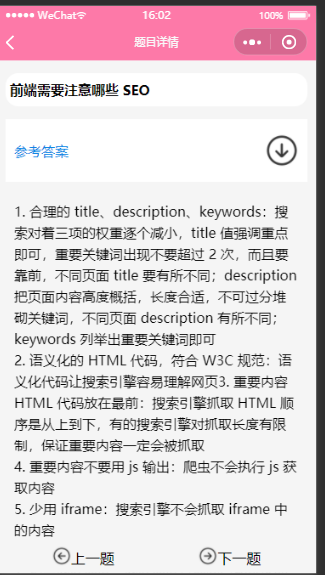 WeChat
16:02
100%
题目详情
前端需要注意哪些 SEO
参考答案
1. 合理的 title、description、keywords：搜
索对着三项的权重逐个减小，title 值强调重点
即可，重要关键词出现不要超过 2 次，而且要
靠前，不同页面 title 要有所不同；description
把页面内容高度概括，长度合适，不可过分堆
砌关键词，不同页面 description 有所不同；
keywords 列举出重要关键词即可
2. 语义化的 HTML 代码，符合 W3C 规范：语
义化代码让搜索引擎容易理解网页3. 重要内容
HTML 代码放在最前：搜索引擎抓取 HTML 顺
序是从上到下，有的搜索引擎对抓取长度有限
制，保证重要内容一定会被抓取
4. 重要内容不要用 js 输出：爬虫不会执行 js 获
取内容
5. 少用 iframe：搜索引擎不会抓取 iframe 中
的内容
上一题
下一题